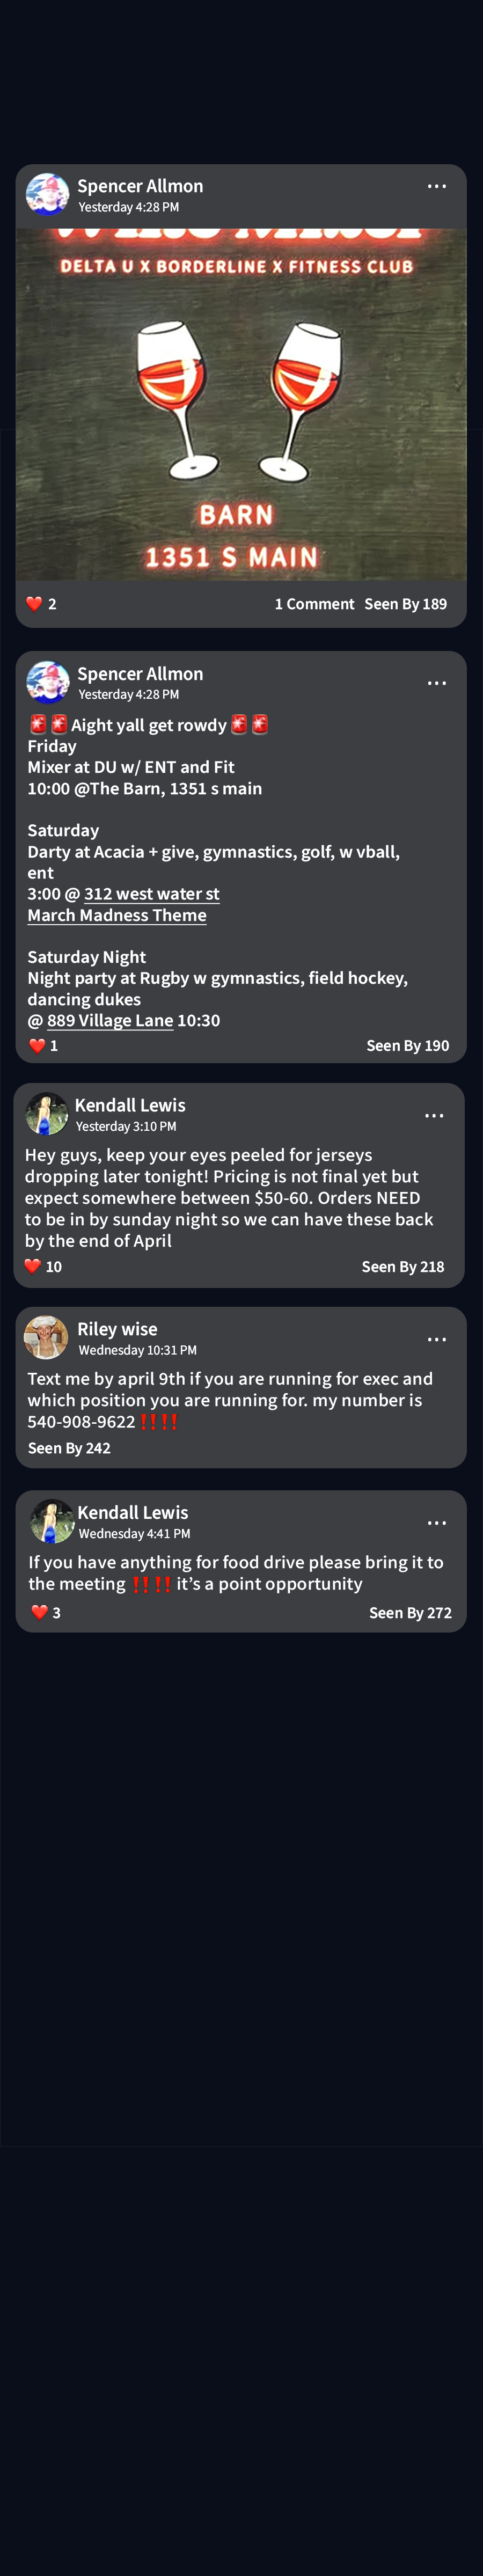 Spencer Allmon
Yesterday 4:28 PM
DELTA U X BORDERLINE X FITNESS CLUB
BARN
1351 S MAIN
❤️ 2 1 Comment Seen By 189
Spencer Allmon
Yesterday 4:28 PM
🚨🚨Aight yall get rowdy🚨🚨
Friday
Mixer at DU w/ ENT and Fit
10:00 @The Barn, 1351 s main
Saturday
Darty at Acacia + give, gymnastics, golf, w vball,
ent
3:00 @ 312 west water st
March Madness Theme
Saturday Night
Night party at Rugby w gymnastics, field hockey,
dancing dukes
@ 889 Village Lane 10:30
❤️ 1 Seen By 190
Kendall Lewis
Yesterday 3:10 PM
Hey guys, keep your eyes peeled for jerseys
dropping later tonight! Pricing is not final yet but
expect somewhere between $50-60. Orders NEED
to be in by sunday night so we can have these back
by the end of April
❤️ 10 Seen By 218
Riley wise
Wednesday 10:31 PM
Text me by april 9th if you are running for exec and
which position you are running for. my number is
540-908-9622 ‼️‼️
Seen By 242
Kendall Lewis
Wednesday 4:41 PM
If you have anything for food drive please bring it to
the meeting ‼️‼️ it’s a point opportunity
❤️ 3 Seen By 272